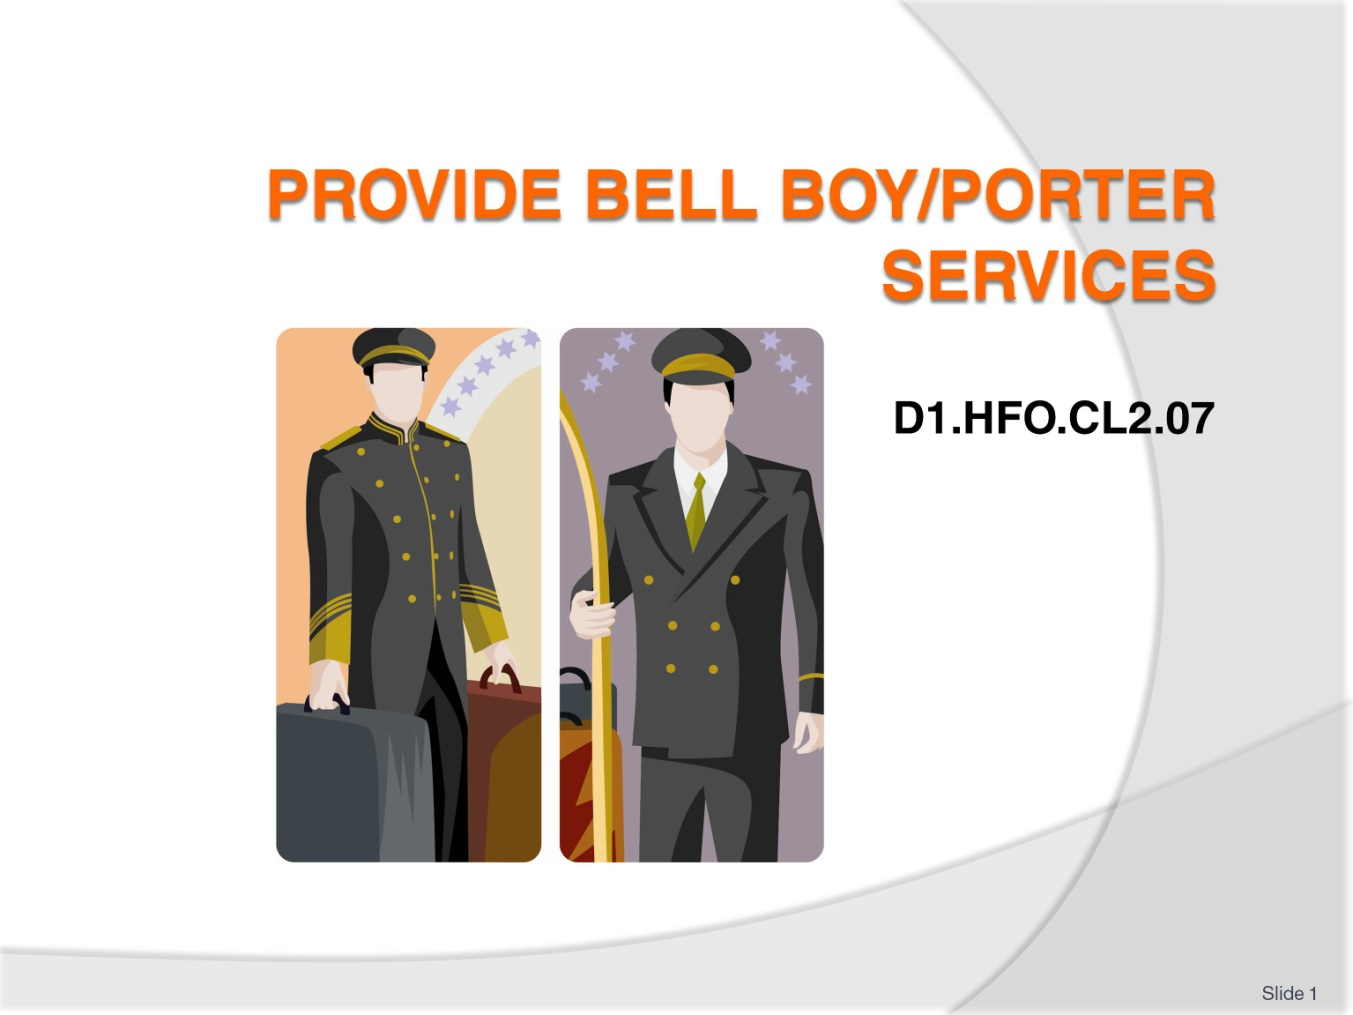 PROVIDE BELL BOY/PORTER
SERVICES
D1.HFO.CL2.07
Slide 1